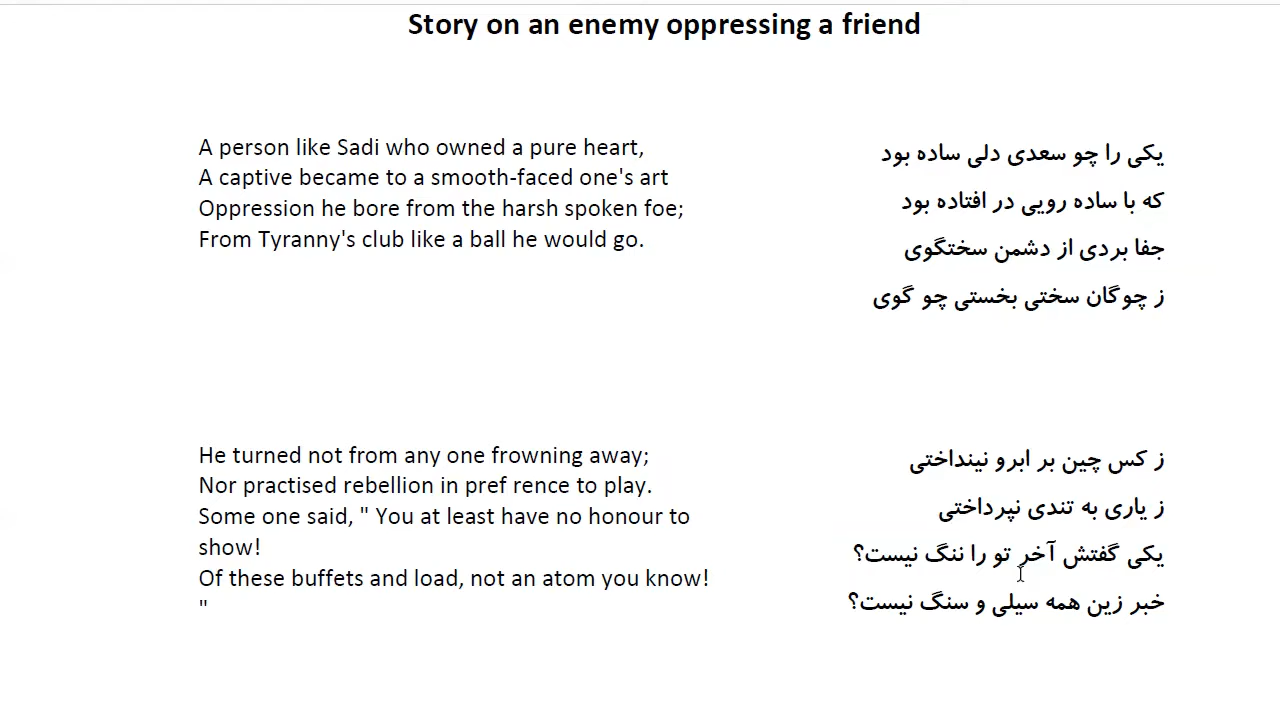 Story on an enemy oppressing a friend
A person like Sadi who owned a pure heart,
A captive became to a smooth-faced one's art
Oppression he bore from the harsh spoken foe;
From Tyranny's club like a ball he would go.
یکی را چو سعدی دلی ساده بود
که با ساده رویی در افتاده بود
جفا بردی از دشمن سختگوی
ز چوگان سختی بخستی چو گوی
He turned not from any one frowning away;
Nor practised rebellion in pref rence to play.
Some one said, " You at least have no honour to
show!
Of these buffets and load, not an atom you know!
"
ز کس چین بر ابرو نینداختی
ز یاری به تندی نپرداختی
یکی گفتش آخر تو را ننگ نیست؟
خبر زین همه سیلی و سنگ نیست؟